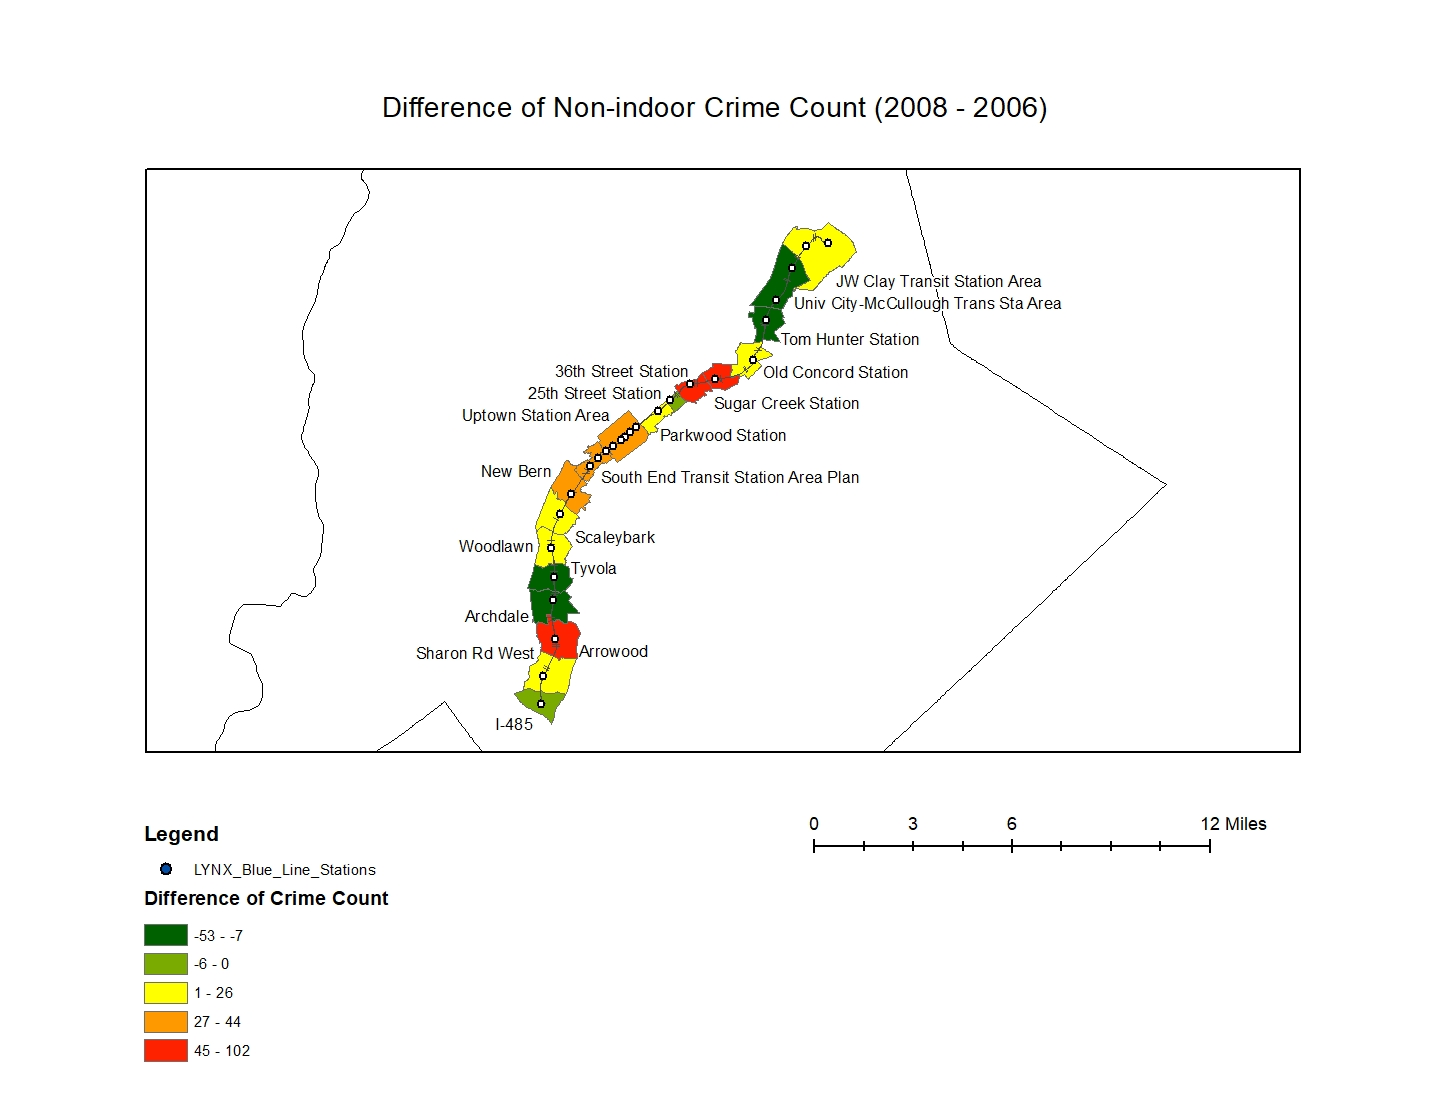 Difference of Non-indoor Crime Count (2008 - 2006)
JW Clay Transit Station Area
Univ City-McCullough Trans Sta Area
Tom Hunter Station
36th Street Station
Old Concord Station
25th Street Station
Sugar Creek Station
Uptown Station Area
Parkwood Station
New Bern
South End Transit Station Area Plan
Scaleybark
Woodlawn
Tyvola
Archdale
Sharon Rd West
Arrowood
I-485
0 3 6 12 Miles
Legend
LYNX_Blue_Line_Stations
Difference of Crime Count
-53 - -7
-6 - 0
1 - 26
27 - 44
45 - 102